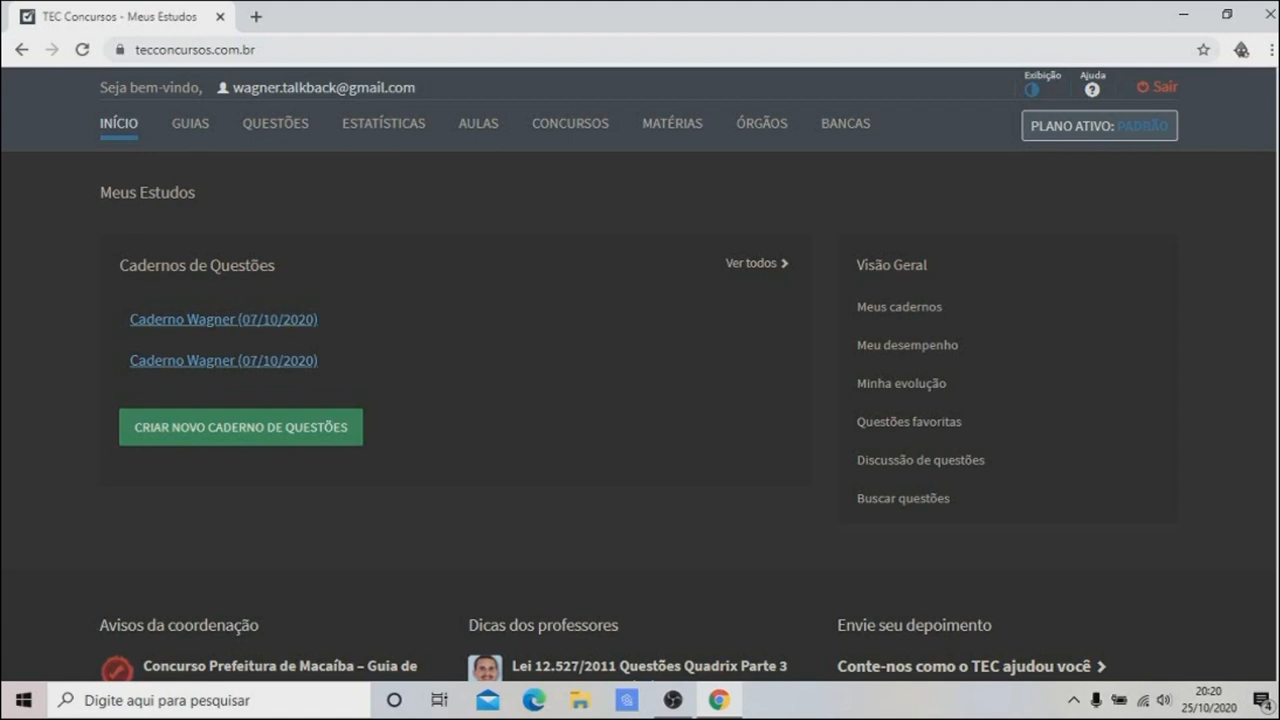 TEC Concursos - Meus Estudos
tecconcursos.com.br
Seja bem-vindo, wagner.talkback@gmail.com
Exibição
Ajuda
Sair
INÍCIO GUIAS QUESTÕES ESTATÍSTICAS AULAS CONCURSOS MATÉRIAS ÓRGÃOS BANCAS
PLANO ATIVO: PADRÃO
Meus Estudos
Cadernos de Questões
Ver todos
Caderno Wagner (07/10/2020)
Caderno Wagner (07/10/2020)
CRIAR NOVO CADERNO DE QUESTÕES
Visão Geral
Meus cadernos
Meu desempenho
Minha evolução
Questões favoritas
Discussão de questões
Buscar questões
Avisos da coordenação
Concurso Prefeitura de Macaíba – Guia de
Dicas dos professores
Lei 12.527/2011 Questões Quadrix Parte 3
Envie seu depoimento
Conte-nos como o TEC ajudou você
Digite aqui para pesquisar
20:20
25/10/2020
4